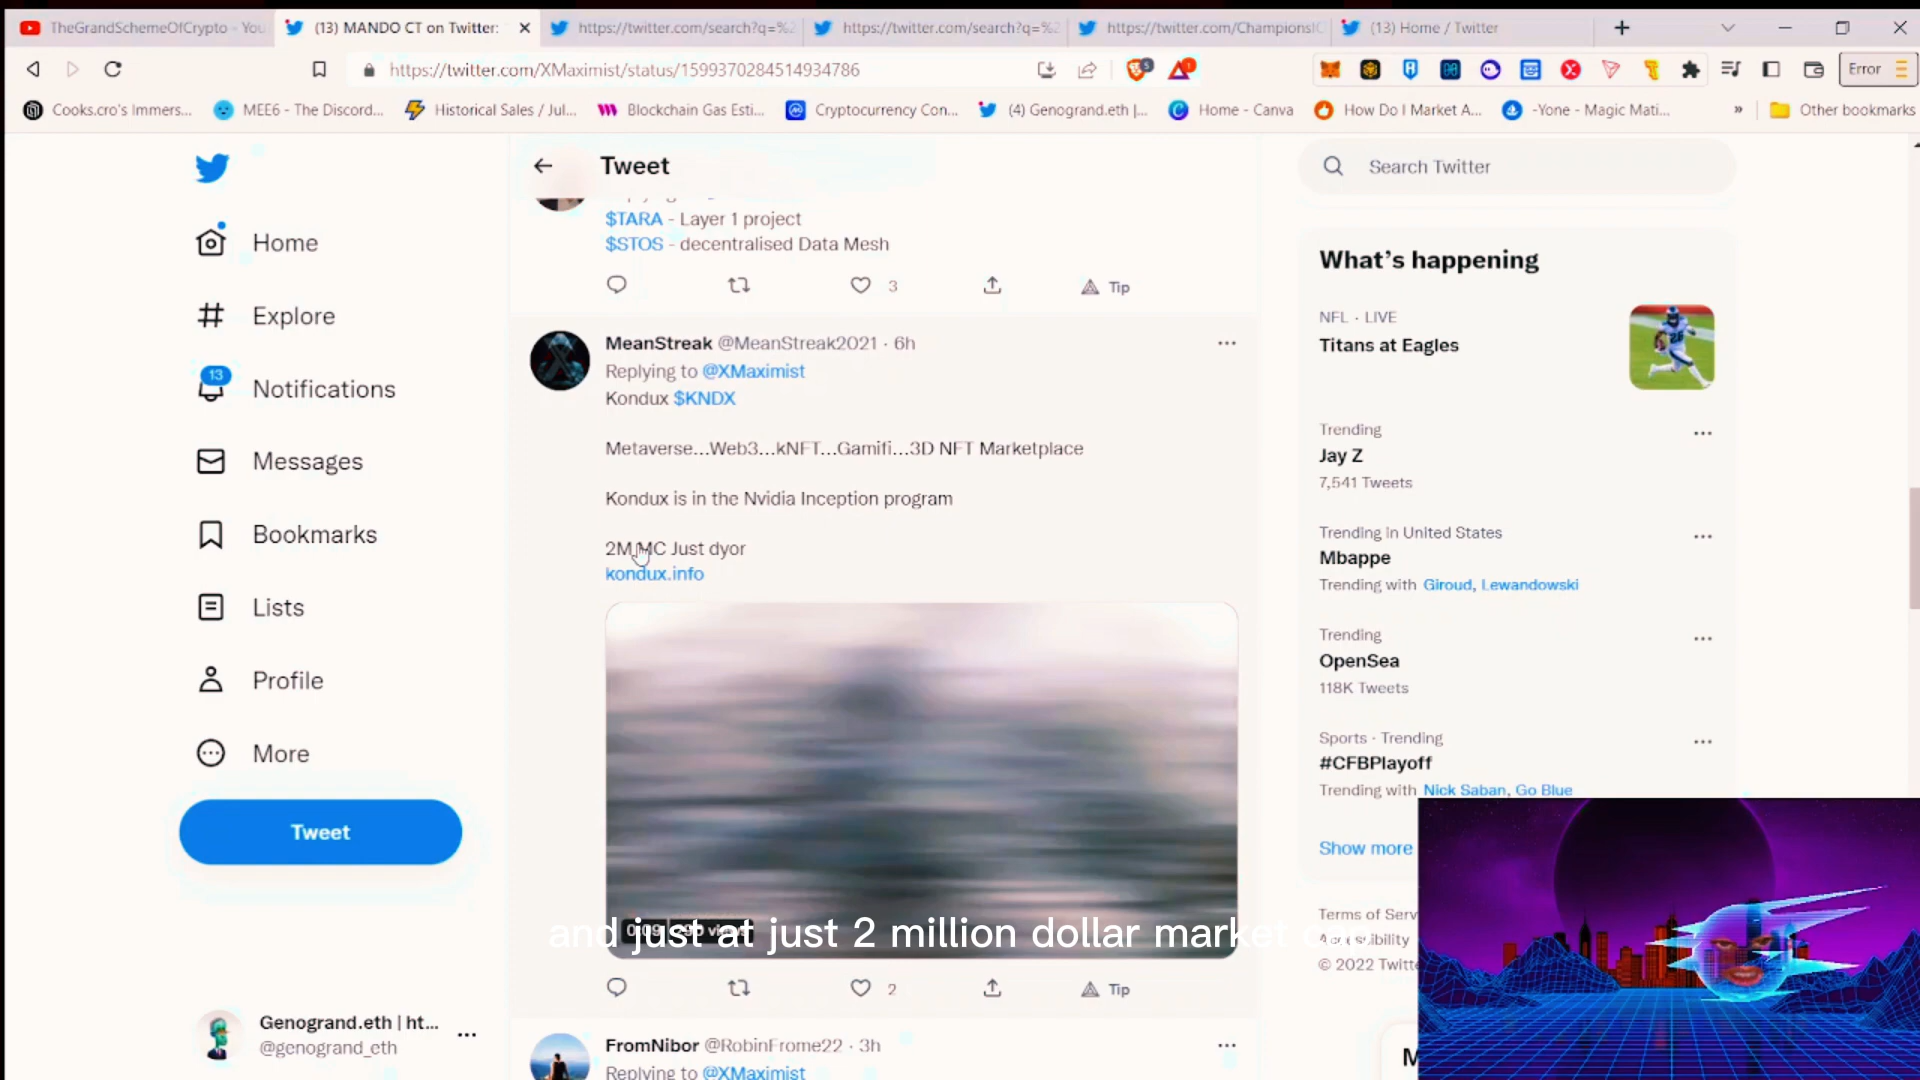 TheGrandSchemeOfCrypto - You
(13) MANDO CT on Twitter:
https://twitter.com/search?q=%2
https://twitter.com/search?q=%2
https://twitter.com/ChampionsIC
(13) Home / Twitter
https://twitter.com/XMaximist/status/1599370284514934786
Error
Cooks.cro's Immers...
MEE6 - The Discord...
Historical Sales / Jul...
Blockchain Gas Esti...
Cryptocurrency Con...
(4) Genogrand.eth |...
Home - Canva
How Do I Market A...
-Yone - Magic Mati...
»
Other bookmarks
Home
Explore
13
Notifications
Messages
Bookmarks
Lists
Profile
More
Tweet
Genogrand.eth | ht...
@genogrand_eth
Tweet
$TARA - Layer 1 project
$STOS - decentralised Data Mesh
3
Tip
MeanStreak @MeanStreak2021 · 6h
Replying to @XMaximist
Kondux $KNDX
Metaverse...Web3...kNFT...Gamifi...3D NFT Marketplace
Kondux is in the Nvidia Inception program
2M MC Just dyor
kondux.info
and just at just 2 million dollar market
2
Tip
FromNibor @RobinFrome22 · 3h
Replying to @XMaximist
Search Twitter
What's happening
NFL · LIVE
Titans at Eagles
Trending
Jay Z
7,541 Tweets
Trending in United States
Mbappe
Trending with Giroud, Lewandowski
Trending
OpenSea
118K Tweets
Sports · Trending
#CFBPlayoff
Trending with Nick Saban, Go Blue
Show more
Terms of Serv
© 2022 Twitte